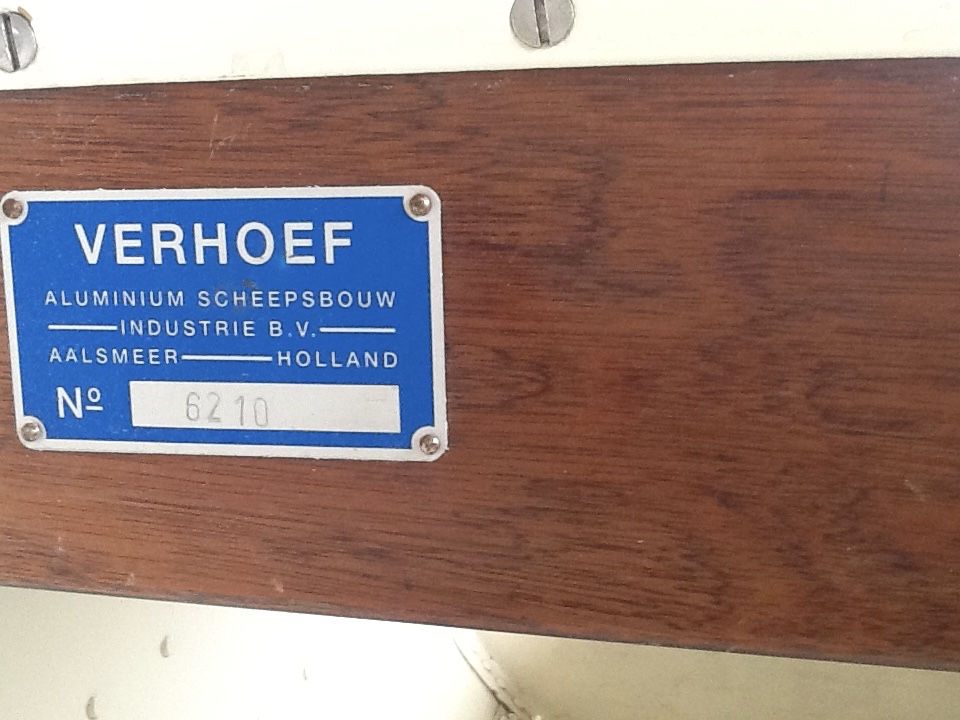 VERHOEF
ALUMINIUM SCHEEPSBOUW
INDUSTRIE B.V.
AALSMEER HOLLAND
Nº 6210